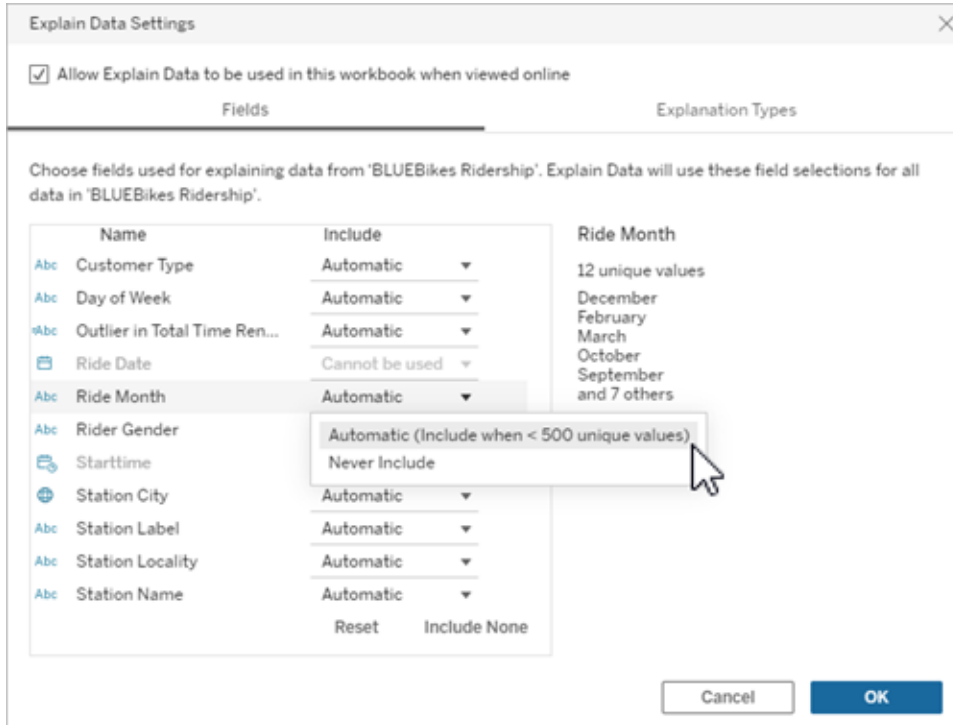 Explain Data Settings
Allow Explain Data to be used in this workbook when viewed online
Fields Explanation Types
Choose fields used for explaining data from 'BLUEBikes Ridership'. Explain Data will use these field selections for all
data in 'BLUEBikes Ridership'.
Name Include
Abc Customer Type Automatic
Abc Day of Week Automatic
Abc Outlier in Total Time Ren... Automatic
Ride Date Cannot be used
Abc Ride Month Automatic
Abc Rider Gender
Automatic (Include when < 500 unique values)
Never Include
Starttime
Station City Automatic
Abc Station Label Automatic
Abc Station Locality Automatic
Abc Station Name Automatic
Reset Include None
Ride Month
12 unique values
December
February
March
October
September
and 7 others
Cancel OK